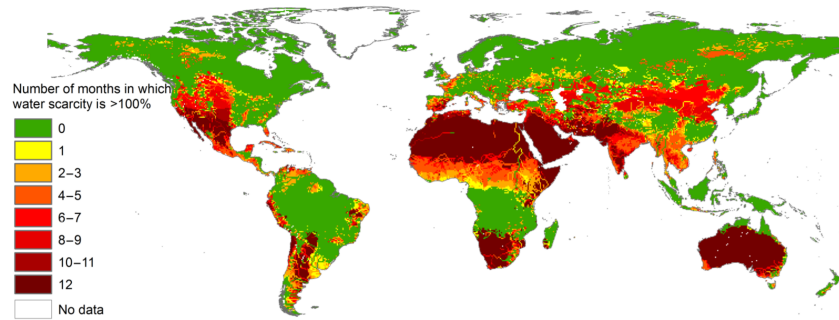 Number of months in which
water scarcity is >100%
0
1
2–3
4–5
6–7
8–9
10–11
12
No data